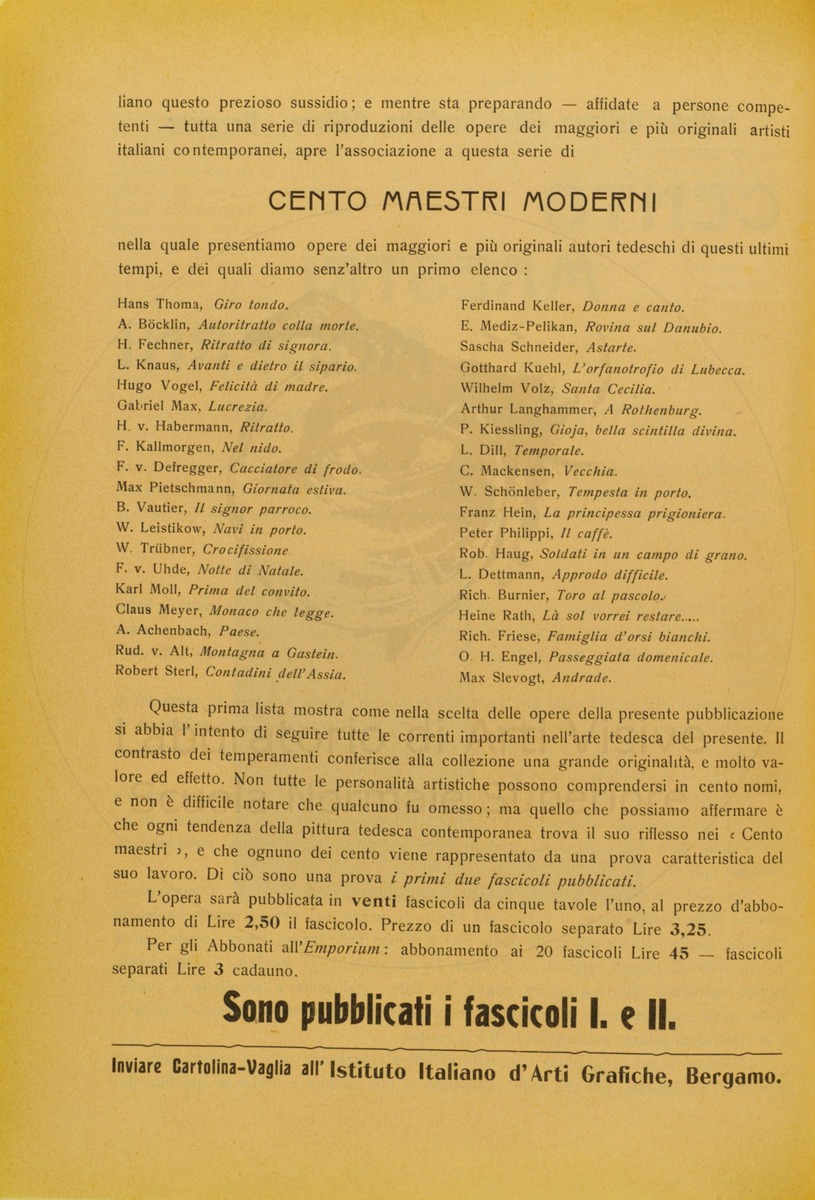 liano questo prezioso sussidio; e mentre sta preparando — affidate a persone compe-
tenti — tutta una serie di riproduzioni delle opere dei maggiori e più originali artisti
italiani contemporanei, apre l'associazione a questa serie di
CENTO MAESTRI MODERNI
nella quale presentiamo opere dei maggiori e più originali autori tedeschi di questi ultimi
tempi, e dei quali diamo senz'altro un primo elenco :
Hans Thoma, Giro tondo.
A. Böcklin, Autoritratto colla morte.
H. Fechner, Ritratto di signora.
L. Knaus, Avanti e dietro il sipario.
Hugo Vogel, Felicità di madre.
Gabriel Max, Lucrezia.
H. v. Habermann, Ritratto.
F. Kallmorgen, Nel nido.
F. v. Defregger, Cacciatore di frodo.
Max Pietschmann, Giornata estiva.
B. Vautier, Il signor parroco.
W. Leistikow, Navi in porto.
W. Trübner, Crocifissione
F. v. Uhde, Notte di Natale.
Karl Moll, Prima del convito.
Claus Meyer, Monaco che legge.
A. Achenbach, Paese.
Rud. v. Alt, Montagna a Gastein.
Robert Sterl, Contadini dell'Assia.
Ferdinand Keller, Donna e canto.
E. Mediz-Pelikan, Rovina sul Danubio.
Sascha Schneider, Astarte.
Gotthard Kuehl, L'orfanotrofio di Lubecca.
Wilhelm Volz, Santa Cecilia.
Arthur Langhammer, A Rothenburg.
P. Kiessling, Gioja, bella scintilla divina.
L. Dill, Temporale.
C. Mackensen, Vecchia.
W. Schönleber, Tempesta in porto.
Franz Hein, La principessa prigioniera.
Peter Philippi, Il caffè.
Rob. Haug, Soldati in un campo di grano.
L. Dettmann, Approdo difficile.
Rich. Burnier, Toro al pascolo.
Heine Rath, Là sol vorrei restare.....
Rich. Friese, Famiglia d'orsi bianchi.
O. H. Engel, Passeggiata domenicale.
Max Slevogt, Andrade.
Questa prima lista mostra come nella scelta delle opere della presente pubblicazione
si abbia l'intento di seguire tutte le correnti importanti nell'arte tedesca del presente. Il
contrasto dei temperamenti conferisce alla collezione una grande originalità, e molto va-
lore ed effetto. Non tutte le personalità artistiche possono comprendersi in cento nomi,
e non è difficile notare che qualcuno fu omesso; ma quello che possiamo affermare è
che ogni tendenza della pittura tedesca contemporanea trova il suo riflesso nei ‹ Cento
maestri ›, e che ognuno dei cento viene rappresentato da una prova caratteristica del
suo lavoro. Di ciò sono una prova i primi due fascicoli pubblicati.
L'opera sarà pubblicata in venti fascicoli da cinque tavole l'uno, al prezzo d'abbo-
namento di Lire 2,50 il fascicolo. Prezzo di un fascicolo separato Lire 3,25.
Per gli Abbonati all'Emporium: abbonamento ai 20 fascicoli Lire 45 — fascicoli
separati Lire 3 cadauno.
Sono pubblicati i fascicoli I. e II.
Inviare Cartolina-Vaglia all' Istituto Italiano d'Arti Grafiche, Bergamo.